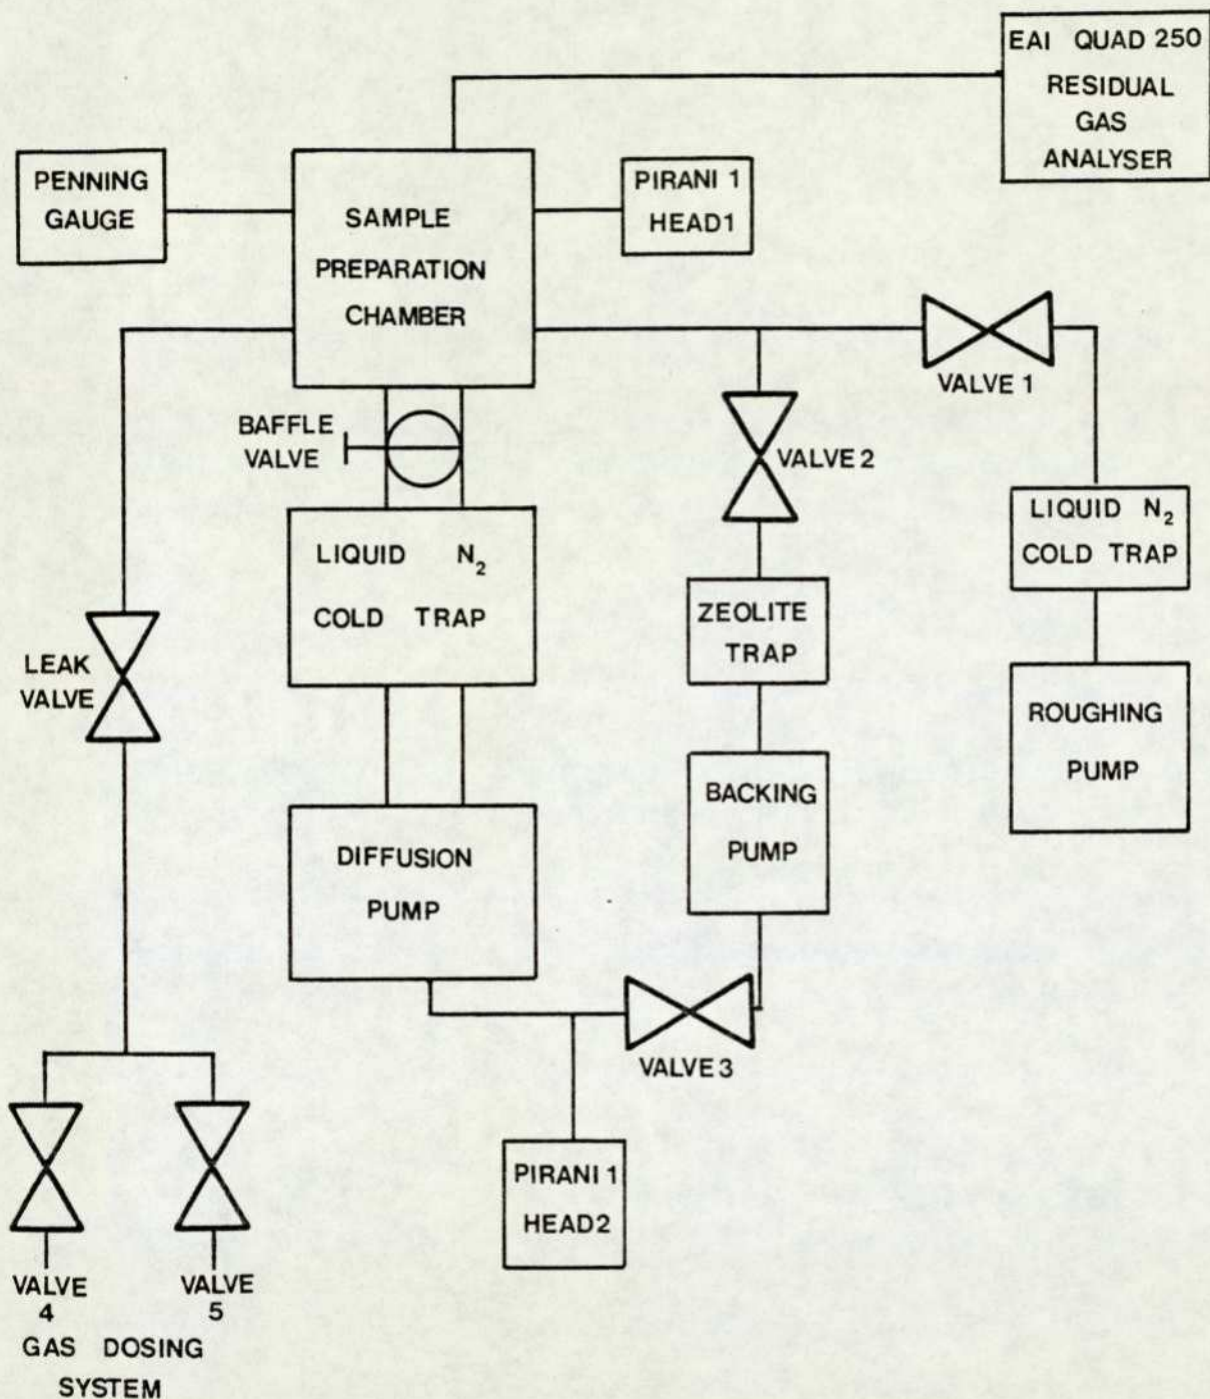 EAI QUAD 250
RESIDUAL
GAS
ANALYSER
PENNING
GAUGE
SAMPLE
PREPARATION
CHAMBER
PIRANI 1
HEAD1
VALVE 1
BAFFLE
VALVE
VALVE 2
LIQUID N₂
COLD TRAP
LIQUID N₂
COLD TRAP
ZEOLITE
TRAP
LEAK
VALVE
ROUGHING
PUMP
BACKING
PUMP
DIFFUSION
PUMP
VALVE 3
PIRANI 1
HEAD2
VALVE
4
VALVE
5
GAS DOSING
SYSTEM